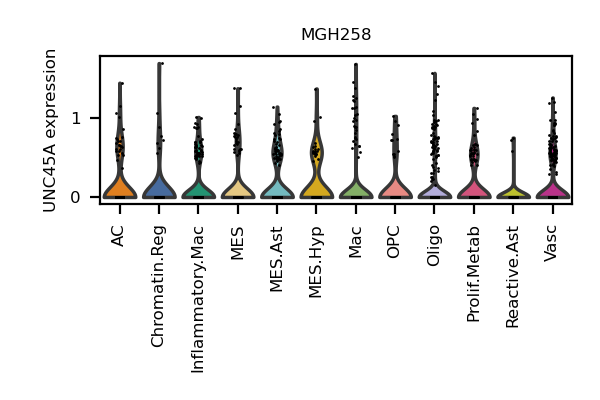 MGH258
UNC45A expression
1
0
AC
Chromatin.Reg
Inflammatory.Mac
MES
MES.Ast
MES.Hyp
Mac
OPC
Oligo
Prolif.Metab
Reactive.Ast
Vasc